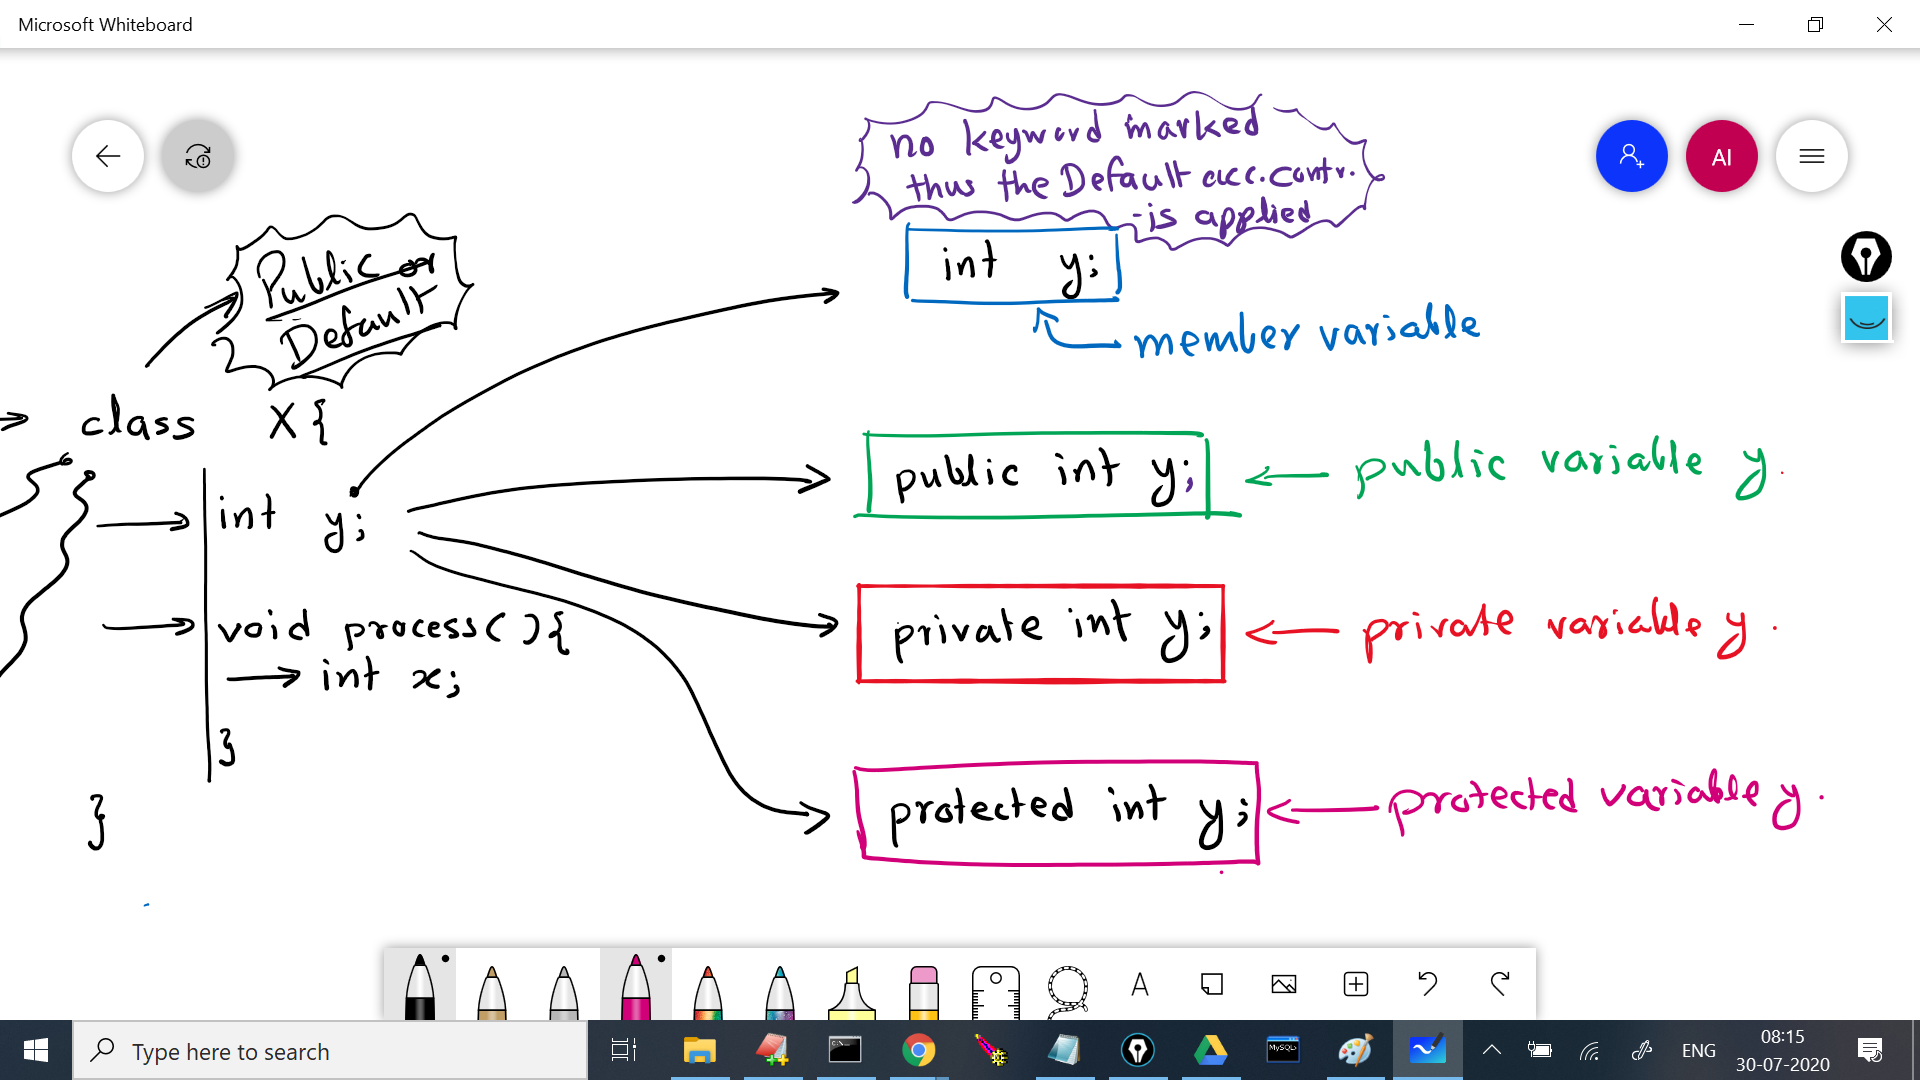 Microsoft Whiteboard
no keyword marked
thus the Default acc.contr.
-is applied
AI
Public or
Default
int y;
member variable
class X{
public int y;
public variable y.
int y;
void process(){
int x;
}
}
private int y;
private variable y.
protected int y;
protected variable y.
A
Type here to search
C:\
MySQL
ENG
08:15
30-07-2020